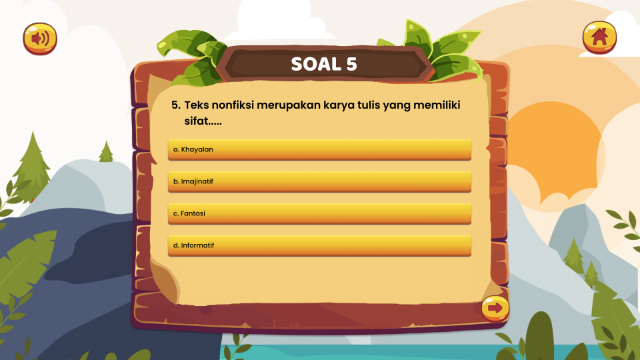 SOAL 5
5. Teks nonfiksi merupakan karya tulis yang memiliki
sifat.....
a. Khayalan
b. Imajinatif
c. Fantasi
d. Informatif